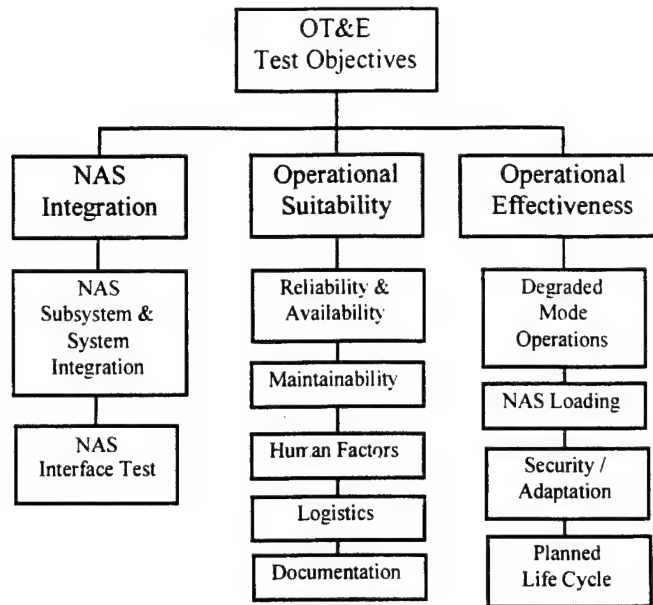 OT&E
Test Objectives
NAS
Integration
Operational
Suitability
Operational
Effectiveness
NAS
Subsystem &
System
Integration
NAS
Interface Test
Reliability &
Availability
Maintainability
Human Factors
Logistics
Documentation
Degraded
Mode
Operations
NAS Loading
Security /
Adaptation
Planned
Life Cycle